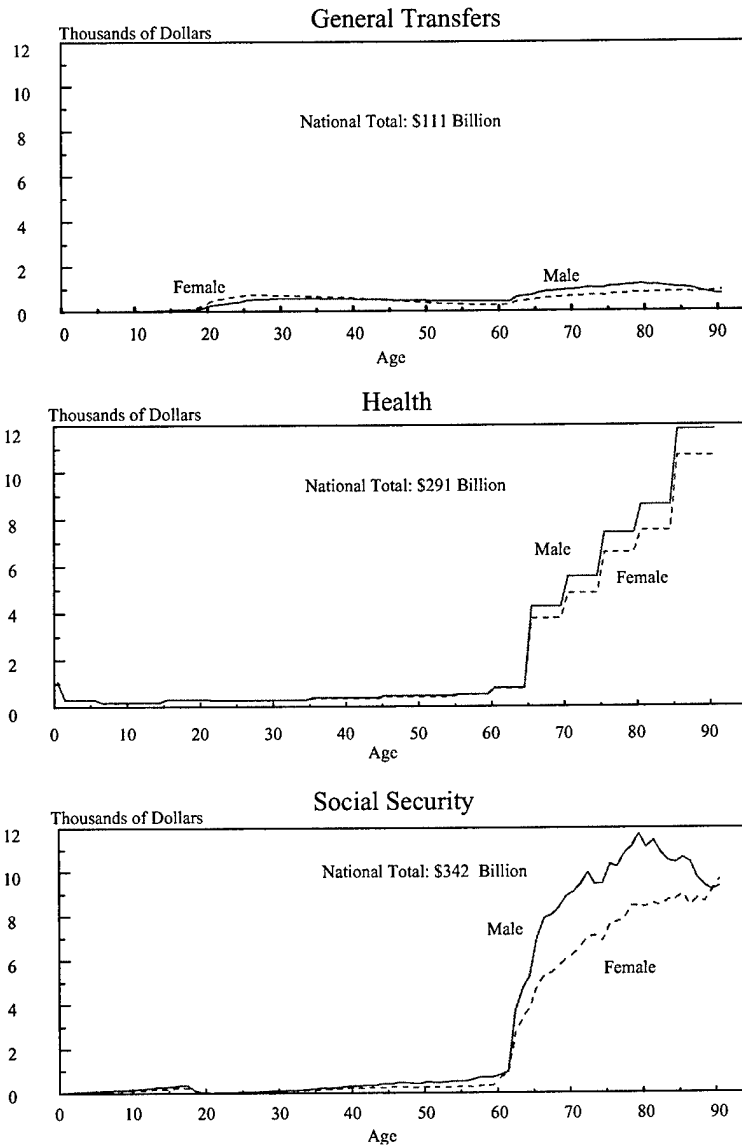 General Transfers
Thousands of Dollars
12
10
8
6
4
2
0
National Total: $111 Billion
Female
Male
0 10 20 30 40 50 60 70 80 90
Age
Health
Thousands of Dollars
12
10
8
6
4
2
0
National Total: $291 Billion
Male
Female
0 10 20 30 40 50 60 70 80 90
Age
Social Security
Thousands of Dollars
12
10
8
6
4
2
0
National Total: $342 Billion
Male
Female
0 10 20 30 40 50 60 70 80 90
Age